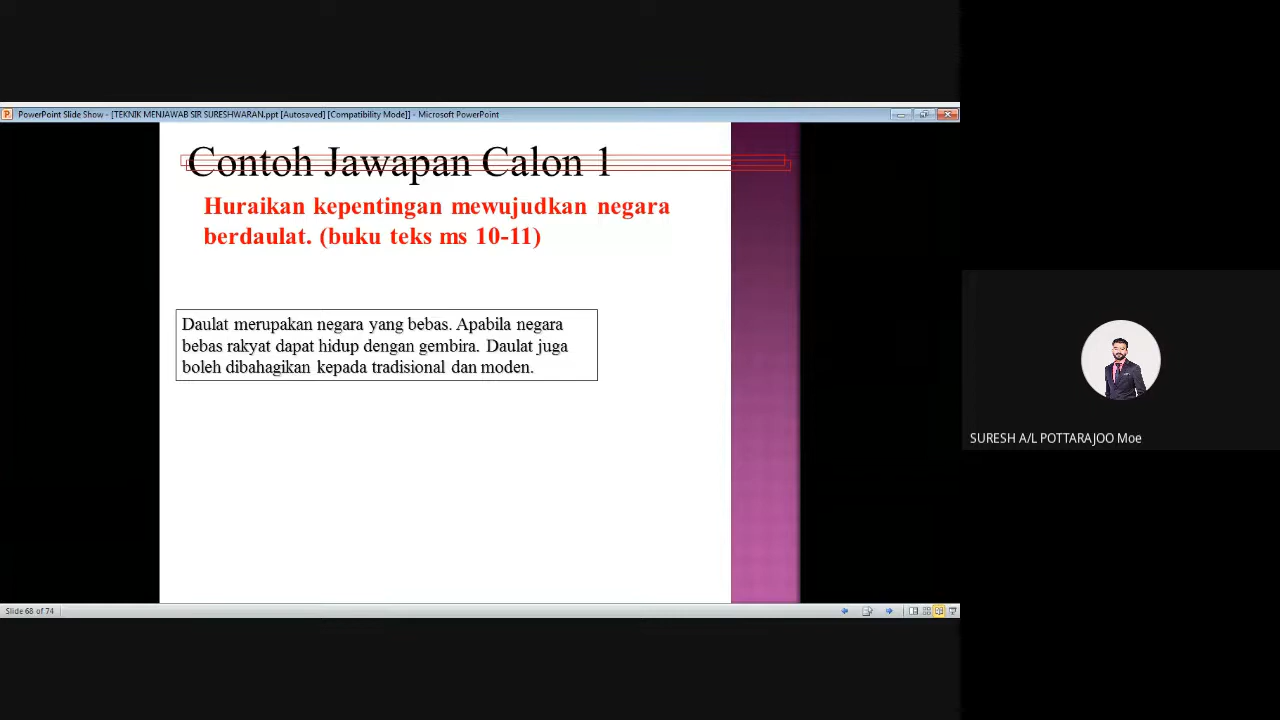 PowerPoint Slide Show - [TEKNIK MENJAWAB SIR SURESHWARAN.ppt [Autosaved] [Compatibility Mode]] - Microsoft PowerPoint
Contoh Jawapan Calon 1
Huraikan kepentingan mewujudkan negara
berdaulat. (buku teks ms 10-11)
Daulat merupakan negara yang bebas. Apabila negara
bebas rakyat dapat hidup dengan gembira. Daulat juga
boleh dibahagikan kepada tradisional dan moden.
SURESH A/L POTTARAJOO Moe
Slide 68 of 74